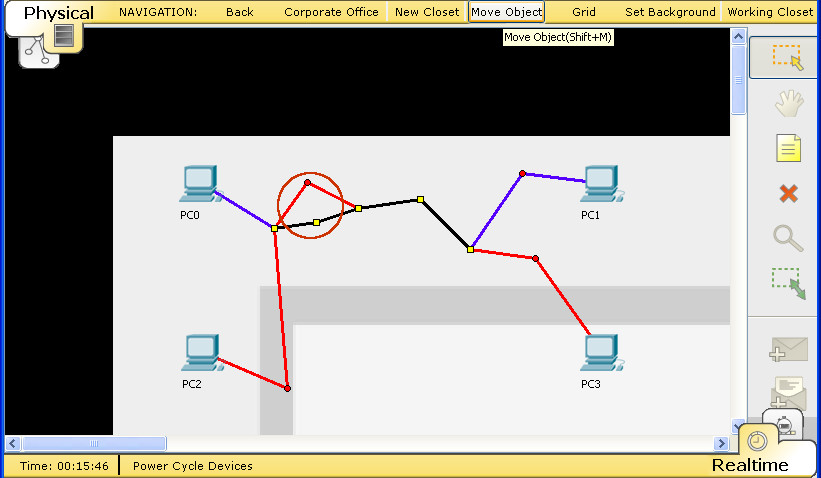 Physical
NAVIGATION: Back Corporate Office New Closet Move Object Grid Set Background Working Closet
Move Object(Shift+M)
PC0
PC1
PC2
PC3
Time: 00:15:46 Power Cycle Devices
Realtime